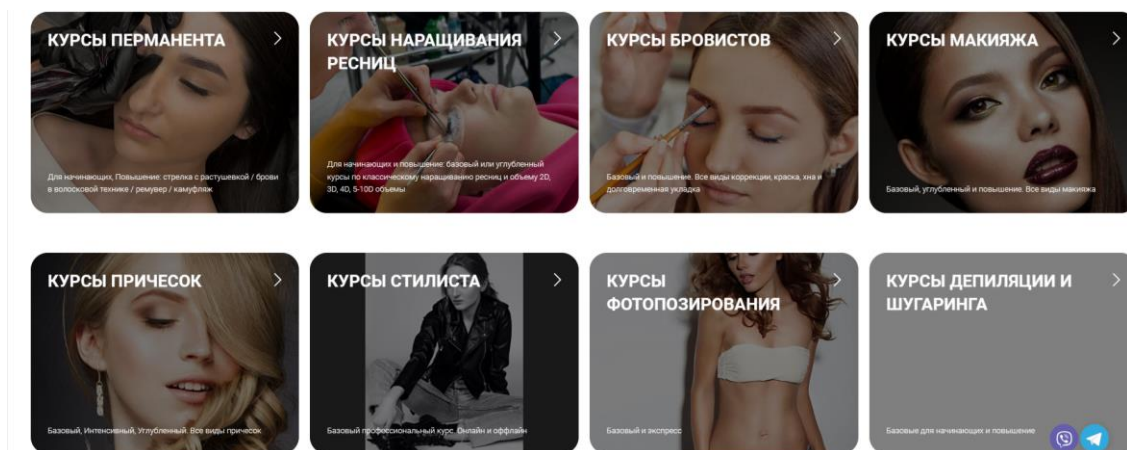 КУРСЫ ПЕРМАНЕНТА
Для начинающих, Повышение: стрелка с растушевкой / брови
в волосковой технике / ремувер / камуфляж
КУРСЫ НАРАЩИВАНИЯ
РЕСНИЦ
Для начинающих и повышение: базовый или углубленный
курсы по классическому наращиванию ресниц и объему 2D,
3D, 4D, 5-10D объемы
КУРСЫ БРОВИСТОВ
Базовый и повышение. Все виды коррекции, краска, хна и
долговременная укладка
КУРСЫ МАКИЯЖА
Базовый, углубленный и повышение. Все виды макияжа
КУРСЫ ПРИЧЕСОК
Базовый, Интенсивный, Углубленный. Все виды причесок
КУРСЫ СТИЛИСТА
Базовый профессиональный курс. Онлайн и оффлайн
КУРСЫ
ФОТОПОЗИРОВАНИЯ
Базовый и экспресс
КУРСЫ ДЕПИЛЯЦИИ И
ШУГАРИНГА
Базовые для начинающих и повышение